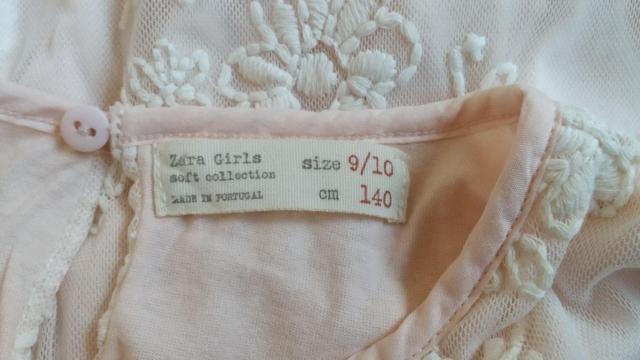 Zara Girls
soft collection
MADE IN PORTUGAL
size 9/10
cm 140